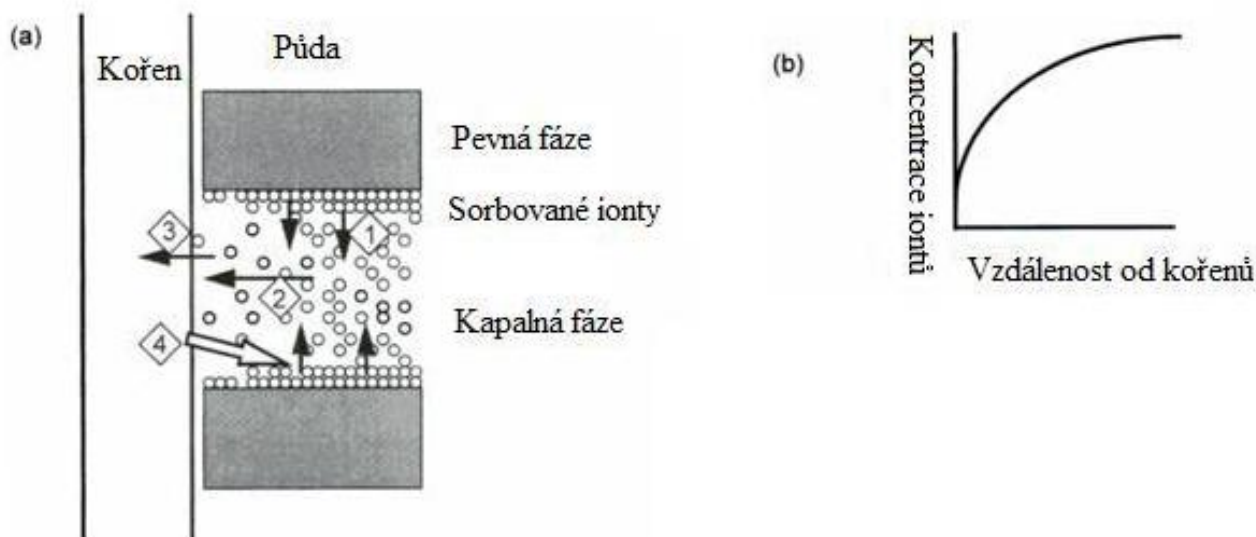 (a)
Kořen
Půda
Pevná fáze
Sorbované ionty
Kapalná fáze
1
2
3
4
(b)
Koncentrace iontů
Vzdálenost od kořenů